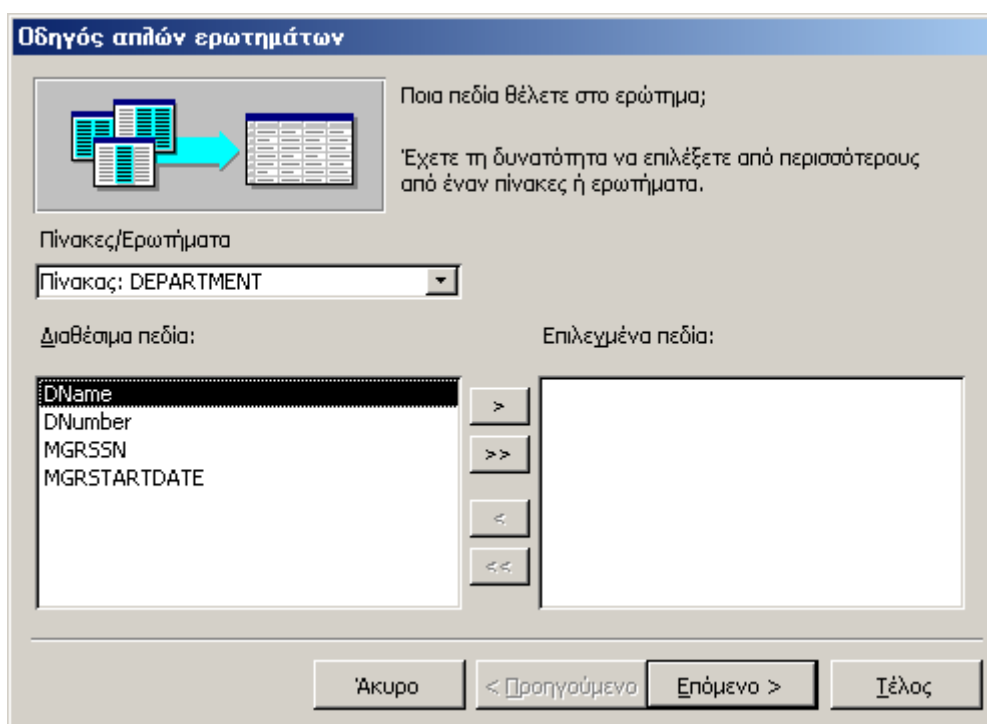 Οδηγός απλών ερωτημάτων
Ποια πεδία θέλετε στο ερώτημα;
Έχετε τη δυνατότητα να επιλέξετε από περισσότερους
από έναν πίνακες ή ερωτήματα.
Πίνακες/Ερωτήματα
Πίνακας: DEPARTMENT
Διαθέσιμα πεδία:
Επιλεγμένα πεδία:
DName
DNumber
MGRSSN
MGRSTARTDATE
>
>>
<
<<
Άκυρο
< Προηγούμενο
Επόμενο >
Τέλος